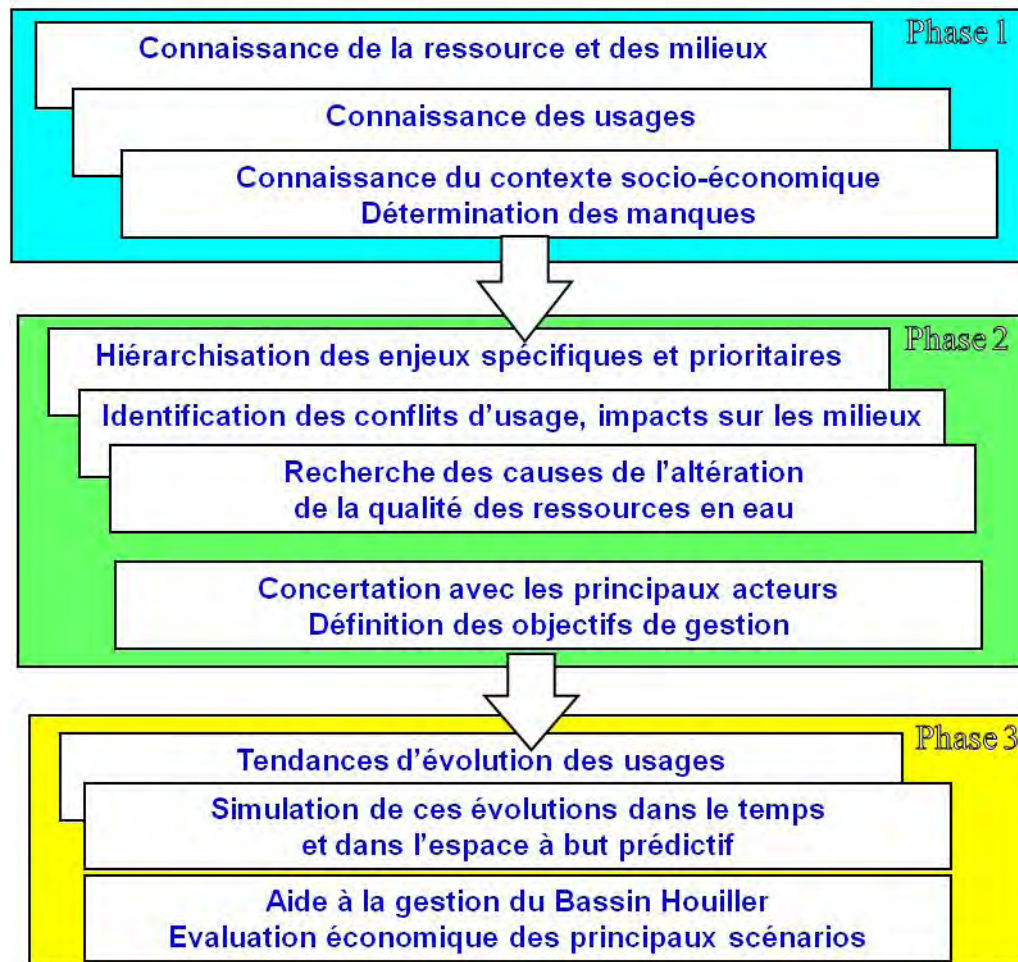 Phase 1
Connaissance de la ressource et des milieux
Connaissance des usages
Connaissance du contexte socio-économique
Détermination des manques
Phase 2
Hiérarchisation des enjeux spécifiques et prioritaires
Identification des conflits d'usage, impacts sur les milieux
Recherche des causes de l'altération
de la qualité des ressources en eau
Concertation avec les principaux acteurs
Définition des objectifs de gestion
Phase 3
Tendances d'évolution des usages
Simulation de ces évolutions dans le temps
et dans l'espace à but prédictif
Aide à la gestion du Bassin Houiller
Evaluation économique des principaux scénarios